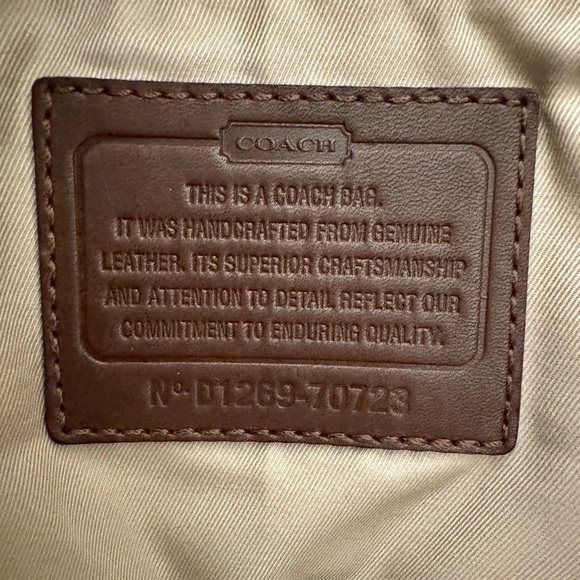 COACH
THIS IS A COACH BAG.
IT WAS HANDCRAFTED FROM GENUINE
LEATHER. ITS SUPERIOR CRAFTSMANSHIP
AND ATTENTION TO DETAIL REFLECT OUR
COMMITMENT TO ENDURING QUALITY.
Nº D1269-70723